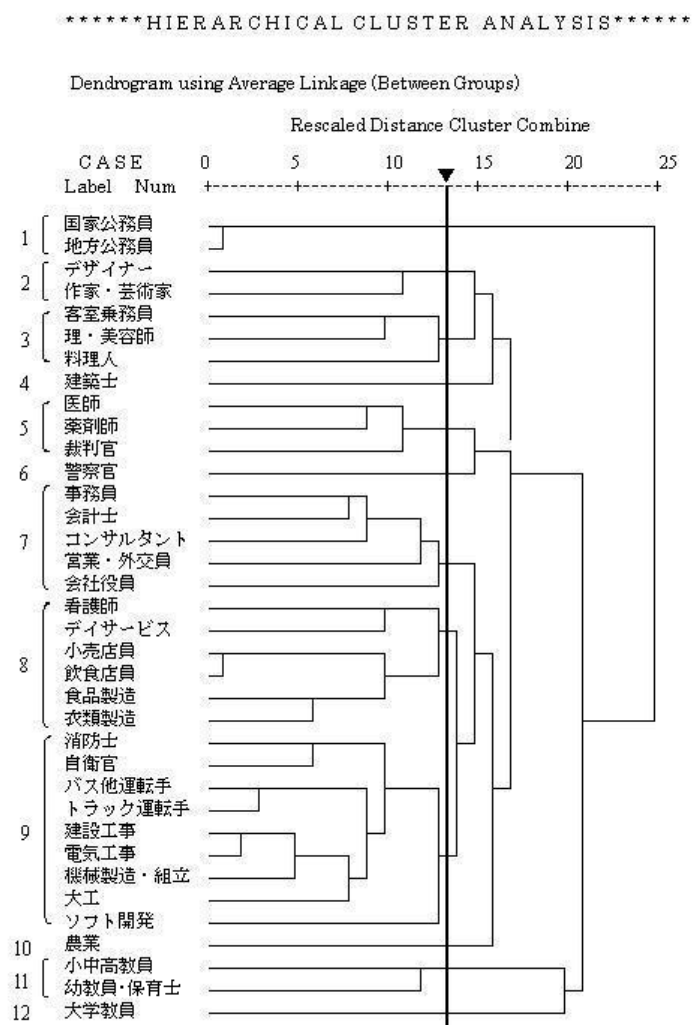 ******HIERARCHICAL CLUSTER ANALYSIS******
Dendrogram using Average Linkage (Between Groups)
Rescaled Distance Cluster Combine
CASE 0 5 10 15 20 25
Label Num
1
国家公務員
地方公務員
2
デザイナー
作家・芸術家
3
客室乗務員
理・美容師
料理人
4 建築士
5
医師
薬剤師
裁判官
6 警察官
7
事務員
会計士
コンサルタント
営業・外交員
会社役員
8
看護師
デイサービス
小売店員
飲食店員
食品製造
衣類製造
9
消防士
自衛官
バス他運転手
トラック運転手
建設工事
電気工事
機械製造・組立
大工
ソフト開発
10 農業
11
小中高教員
幼教員・保育士
12 大学教員